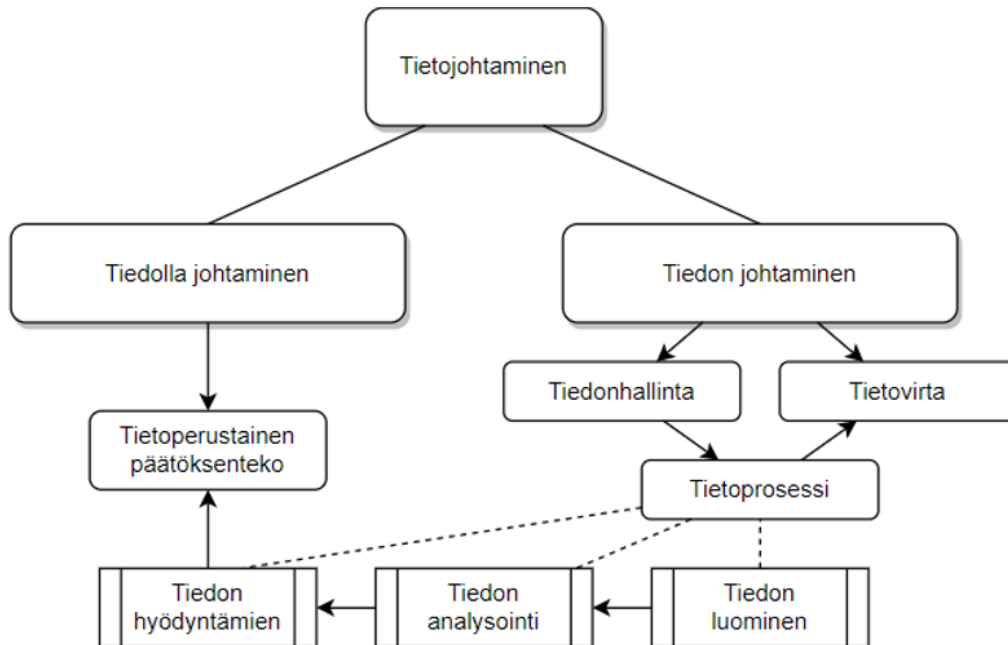 Tietojohtaminen
Tiedolla johtaminen
Tiedon johtaminen
Tiedonhallinta
Tietovirta
Tietoperustainen
päätöksenteko
Tietoprosessi
Tiedon
hyödyntämien
Tiedon
analysointi
Tiedon
luominen